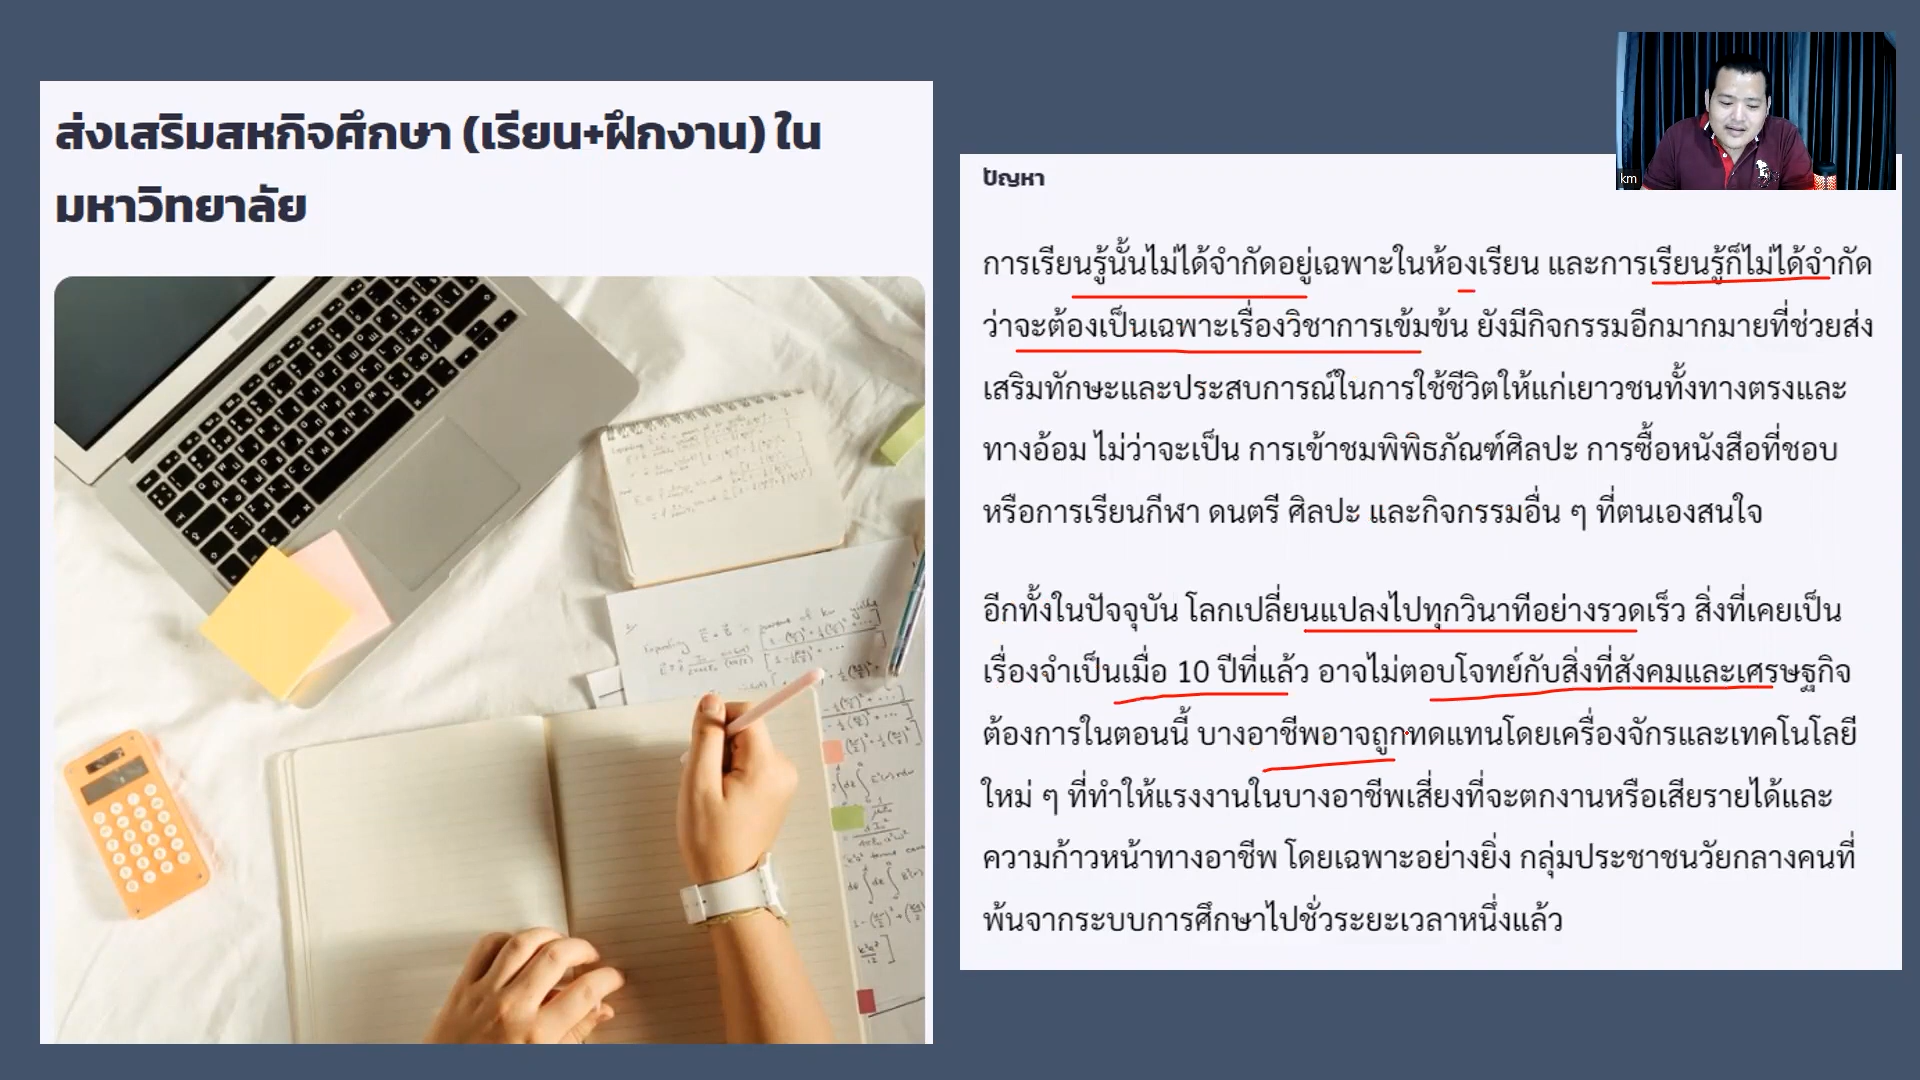 ส่งเสริมสหกิจศึกษา (เรียน+ฝึกงาน) ใน
มหาวิทยาลัย
km
ปัญหา
การเรียนรู้นั้นไม่ได้จำกัดอยู่เฉพาะในห้องเรียน และการเรียนรู้ก็ไม่ได้จำกัด
ว่าจะต้องเป็นเฉพาะเรื่องวิชาการเข้มข้น ยังมีกิจกรรมอีกมากมายที่ช่วยส่ง
เสริมทักษะและประสบการณ์ในการใช้ชีวิตให้แก่เยาวชนทั้งทางตรงและ
ทางอ้อม ไม่ว่าจะเป็น การเข้าชมพิพิธภัณฑ์ศิลปะ การซื้อหนังสือที่ชอบ
หรือการเรียนกีฬา ดนตรี ศิลปะ และกิจกรรมอื่น ๆ ที่ตนเองสนใจ
อีกทั้งในปัจจุบัน โลกเปลี่ยนแปลงไปทุกวินาทีอย่างรวดเร็ว สิ่งที่เคยเป็น
เรื่องจำเป็นเมื่อ 10 ปีที่แล้ว อาจไม่ตอบโจทย์กับสิ่งที่สังคมและเศรษฐกิจ
ต้องการในตอนนี้ บางอาชีพอาจถูกทดแทนโดยเครื่องจักรและเทคโนโลยี
ใหม่ ๆ ที่ทำให้แรงงานในบางอาชีพเสี่ยงที่จะตกงานหรือเสียรายได้และ
ความก้าวหน้าทางอาชีพ โดยเฉพาะอย่างยิ่ง กลุ่มประชาชนวัยกลางคนที่
พ้นจากระบบการศึกษาไปชั่วระยะเวลาหนึ่งแล้ว